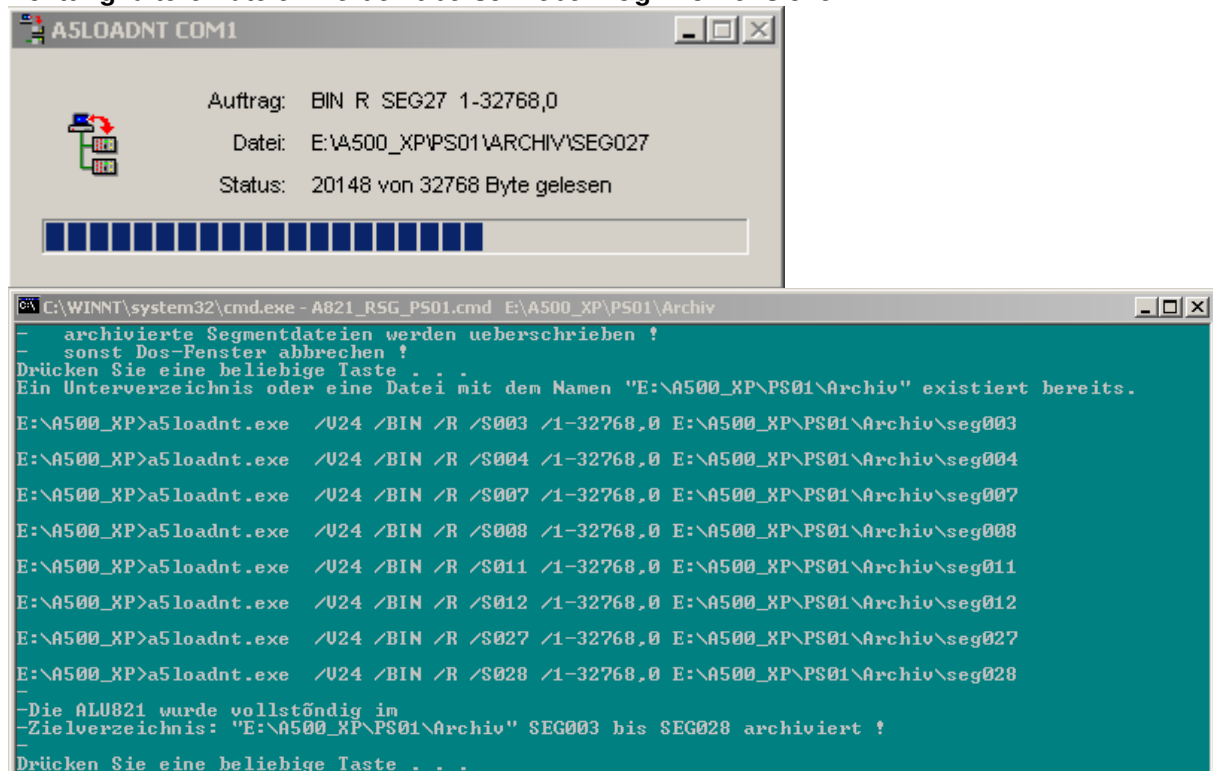 A5LOADNT COM1
Auftrag: BIN R SEG27 1-32768,0
Datei: E:\A500_XP\PS01\ARCHIV\SEG027
Status: 20148 von 32768 Byte gelesen
C:\WINNT\system32\cmd.exe - A821_RSG_PS01.cmd E:\A500_XP\PS01\Archiv
- archivierte Segmentdateien werden ueberschrieben !
- sonst Dos-Fenster abbrechen !
Drücken Sie eine beliebige Taste . . .
Ein Unterverzeichnis oder eine Datei mit dem Namen "E:\A500_XP\PS01\Archiv" existiert bereits.
E:\A500_XP>a5loadnt.exe /V24 /BIN /R /S003 /1-32768,0 E:\A500_XP\PS01\Archiv\seg003
E:\A500_XP>a5loadnt.exe /V24 /BIN /R /S004 /1-32768,0 E:\A500_XP\PS01\Archiv\seg004
E:\A500_XP>a5loadnt.exe /V24 /BIN /R /S007 /1-32768,0 E:\A500_XP\PS01\Archiv\seg007
E:\A500_XP>a5loadnt.exe /V24 /BIN /R /S008 /1-32768,0 E:\A500_XP\PS01\Archiv\seg008
E:\A500_XP>a5loadnt.exe /V24 /BIN /R /S011 /1-32768,0 E:\A500_XP\PS01\Archiv\seg011
E:\A500_XP>a5loadnt.exe /V24 /BIN /R /S012 /1-32768,0 E:\A500_XP\PS01\Archiv\seg012
E:\A500_XP>a5loadnt.exe /V24 /BIN /R /S027 /1-32768,0 E:\A500_XP\PS01\Archiv\seg027
E:\A500_XP>a5loadnt.exe /V24 /BIN /R /S028 /1-32768,0 E:\A500_XP\PS01\Archiv\seg028
-
-Die ALU821 wurde vollstõndig im
-Zielverzeichnis: "E:\A500_XP\PS01\Archiv" SEG003 bis SEG028 archiviert !
-
Drücken Sie eine beliebige Taste . . .